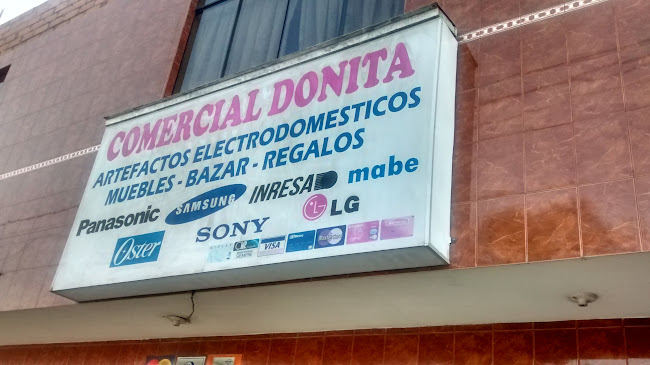 COMERCIAL DONITA
ARTEFACTOS ELECTRODOMESTICOS
MUEBLES - BAZAR - REGALOS
Panasonic SAMSUNG INRESA mabe
Oster SONY LG
VISA